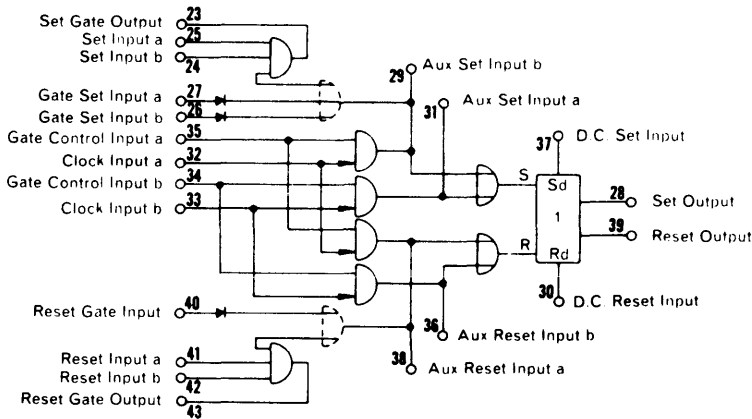 Set Gate Output 23
Set Input a 25
Set Input b 24
Gate Set Input a 27
Gate Set Input b 26
Gate Control Input a 35
Clock Input a 32
Gate Control Input b 34
Clock Input b 33
Reset Gate Input 40
Reset Input a 41
Reset Input b 42
Reset Gate Output 43
29 Aux Set Input b
31 Aux Set Input a
37 D.C. Set Input
S
Sd
1
28 Set Output
39 Reset Output
R
Rd
30 D.C. Reset Input
36 Aux Reset Input b
38 Aux Reset Input a